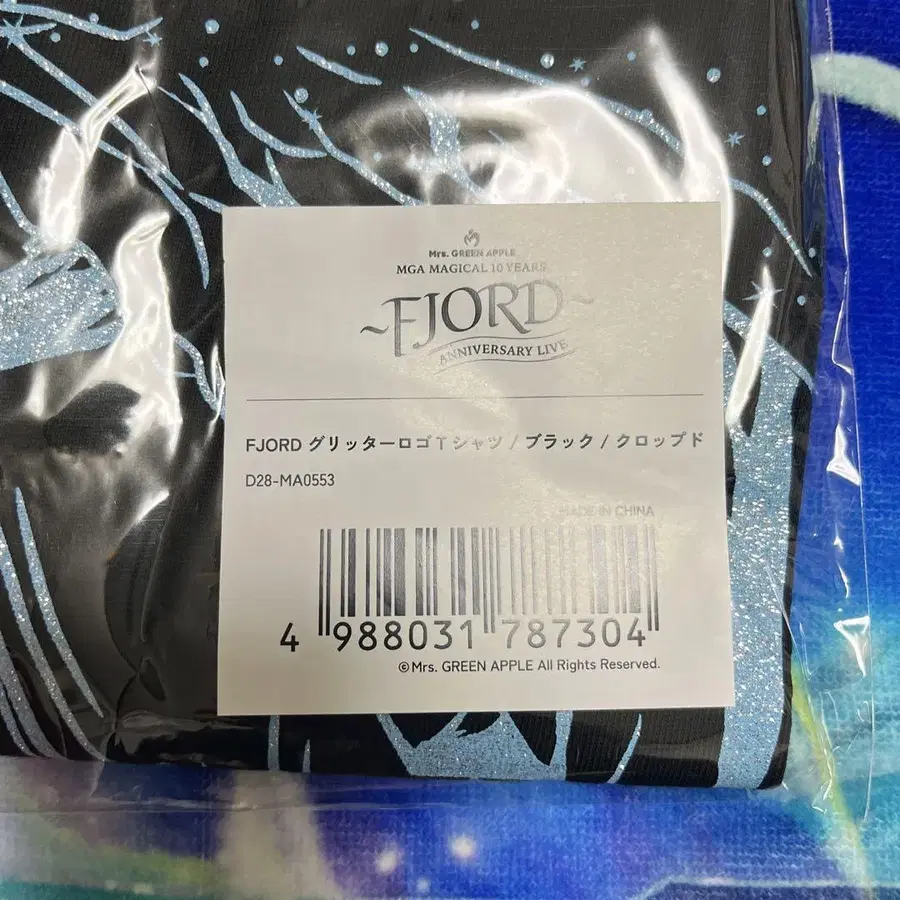 Mrs. GREEN APPLE
MGA MAGICAL 10 YEARS
~FJORD~
ANNIVERSARY LIVE
FJORD グリッターロゴTシャツ / ブラック / クロップド
D28-MA0553
MADE IN CHINA
4 988031 787304
©Mrs. GREEN APPLE All Rights Reserved.